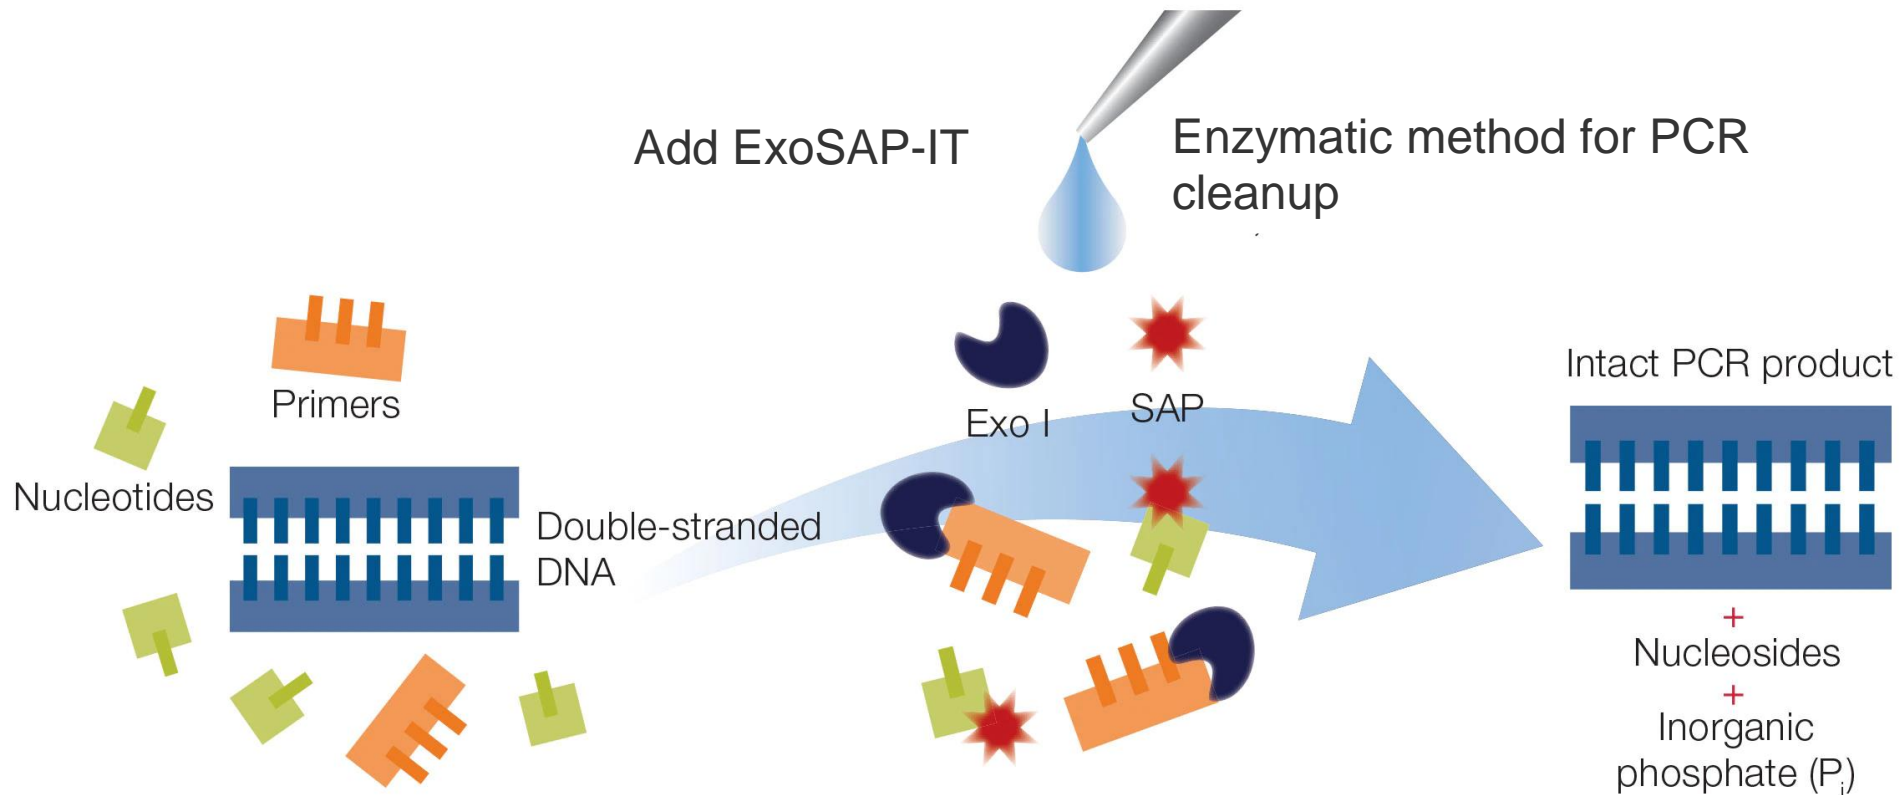 Add ExoSAP-IT
Enzymatic method for PCR
cleanup
Primers
Nucleotides
Double-stranded
DNA
Exo I
SAP
Intact PCR product
+
Nucleosides
+
Inorganic
phosphate (Pi)